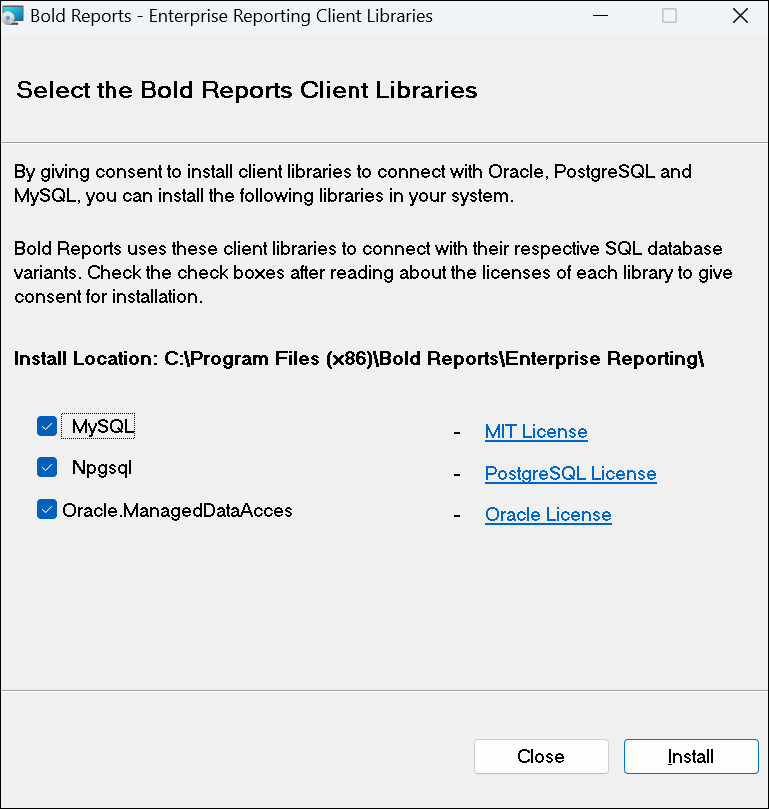 Bold Reports - Enterprise Reporting Client Libraries
Select the Bold Reports Client Libraries
By giving consent to install client libraries to connect with Oracle, PostgreSQL and
MySQL, you can install the following libraries in your system.
Bold Reports uses these client libraries to connect with their respective SQL database
variants. Check the check boxes after reading about the licenses of each library to give
consent for installation.
Install Location: C:\Program Files (x86)\Bold Reports\Enterprise Reporting\
MySQL - MIT License
Npgsql - PostgreSQL License
Oracle.ManagedDataAcces - Oracle License
Close Install